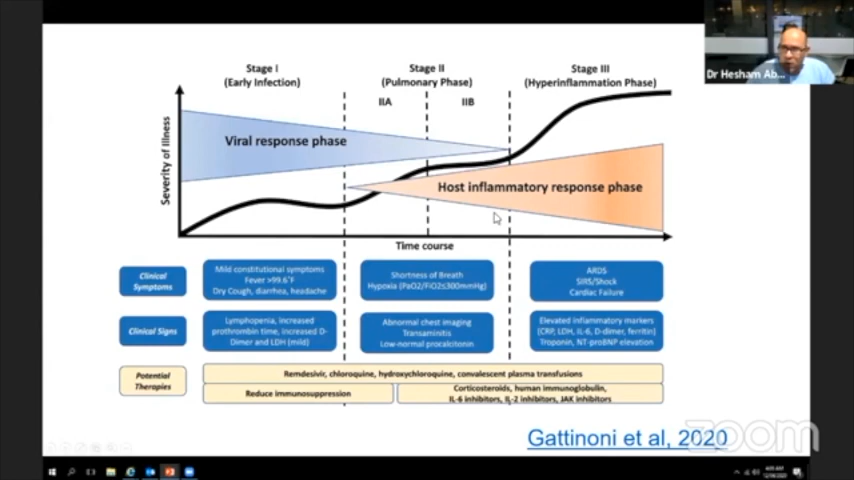 Dr Hesham Ab...
Stage I
(Early Infection)
Stage II
(Pulmonary Phase)
Stage III
(Hyperinflammation Phase)
IIA
IIB
Severity of Illness
Viral response phase
Host inflammatory response phase
Time course
Clinical
Symptoms
Mild constitutional symptoms
Fever >99.6°F
Dry Cough, diarrhea, headache
Shortness of Breath
Hypoxia (PaO2/FiO2≤300mmHg)
ARDS
SIRS/Shock
Cardiac Failure
Clinical Signs
Lymphopenia, increased
prothrombin time, increased D-
Dimer and LDH (mild)
Abnormal chest imaging
Transaminitis
Low-normal procalcitonin
Elevated inflammatory markers
(CRP, LDH, IL-6, D-dimer, ferritin)
Troponin, NT-proBNP elevation
Potential
Therapies
Remdesivir, chloroquine, hydroxychloroquine, convalescent plasma transfusions
Reduce immunosuppression
Corticosteroids, human immunoglobulin,
IL-6 inhibitors, IL-2 inhibitors, JAK inhibitors
Gattinoni et al, 2020
zoom